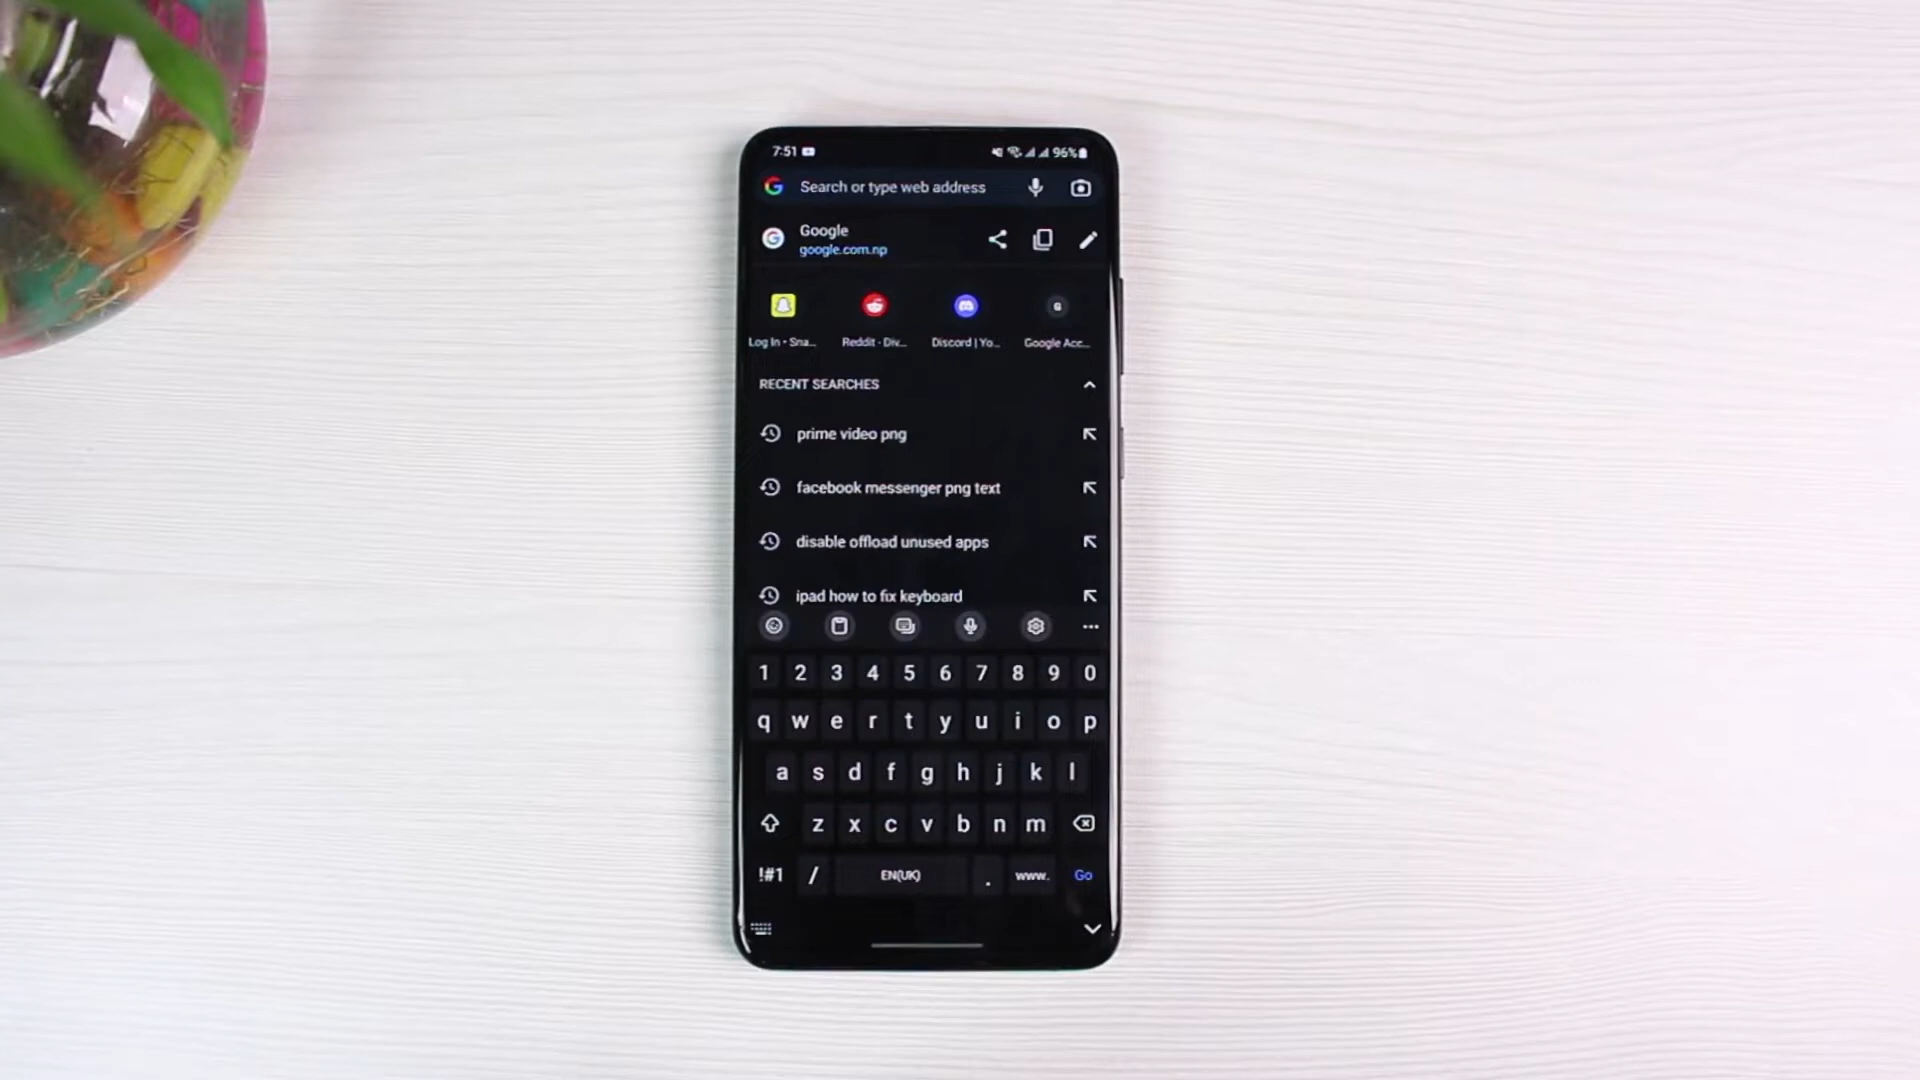 7:51 96%
Search or type web address
Google
google.com.np
Log In • Sna... Reddit - Div... Discord | Yo... Google Acc...
RECENT SEARCHES
prime video png
facebook messenger png text
disable offload unused apps
ipad how to fix keyboard
1 2 3 4 5 6 7 8 9 0
q w e r t y u i o p
a s d f g h j k l
z x c v b n m
!#1 / EN(UK) . www. Go